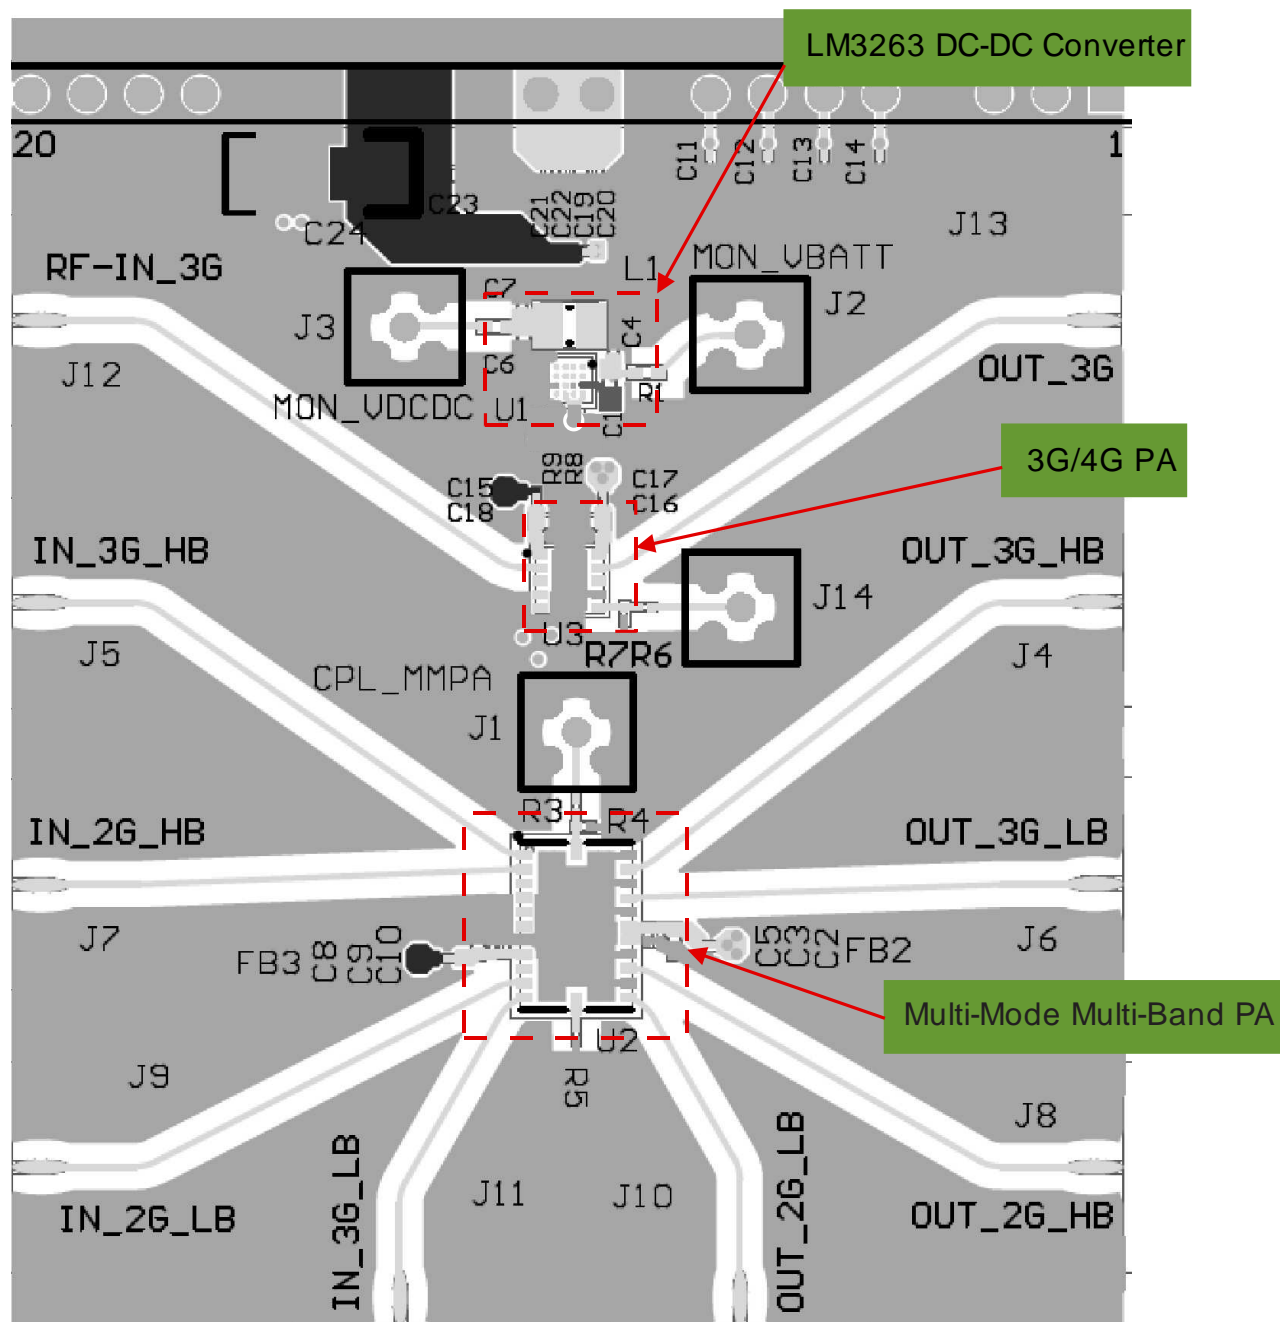 LM3263 DC-DC Converter
20
1
C11
C12
C13
C14
C23
C24
C21
C22
C19
C20
J13
RF-IN_3G
MON_VBATT
L1
C7
J3
J2
C4
C6
R1
J12
OUT_3G
MON_VDCDC
U1
C1
3G/4G PA
R9
R8
C15
C17
C18
C16
IN_3G_HB
OUT_3G_HB
J14
U3
R7R6
J5
J4
CPL_MMPA
J1
R3
R4
IN_2G_HB
OUT_3G_LB
J7
J6
FB3
C8
C9
C10
C5
C3
C2
FB2
Multi-Mode Multi-Band PA
U2
R5
J9
J8
IN_3G_LB
OUT_2G_LB
J11
J10
IN_2G_LB
OUT_2G_HB